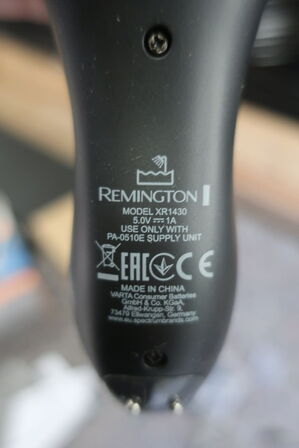 REMINGTON
MODEL XR1430
5.0V ⎓ 1A
USE ONLY WITH
PA-0510E SUPPLY UNIT
EAC CE
MADE IN CHINA
VARTA Consumer Batteries
GmbH & Co. KGaA,
Alfred-Krupp-Str. 9,
73479 Ellwangen, Germany
www.eu.spectrumbrands.com